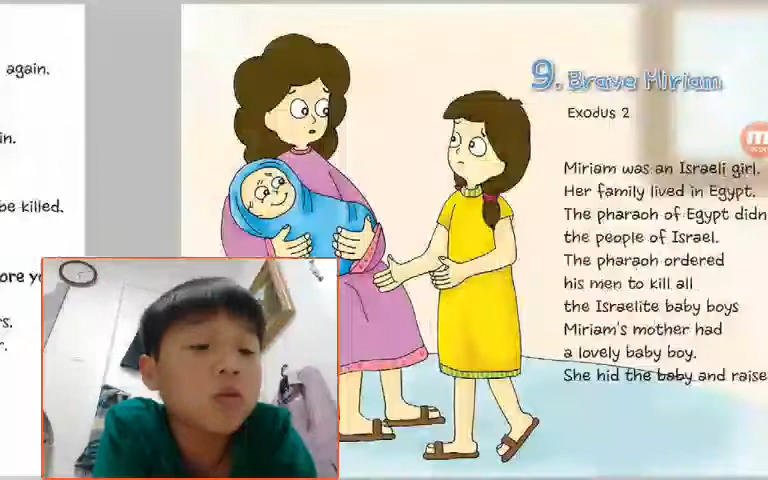 again.
in.
be killed.
ore yo
s.
r.
9. Brave Miriam
Exodus 2
Miriam was an Israeli girl.
Her family lived in Egypt.
The pharaoh of Egypt didn
the people of Israel.
The pharaoh ordered
his men to kill all
the Israelite baby boys
Miriam's mother had
a lovely baby boy.
She hid the baby and raise